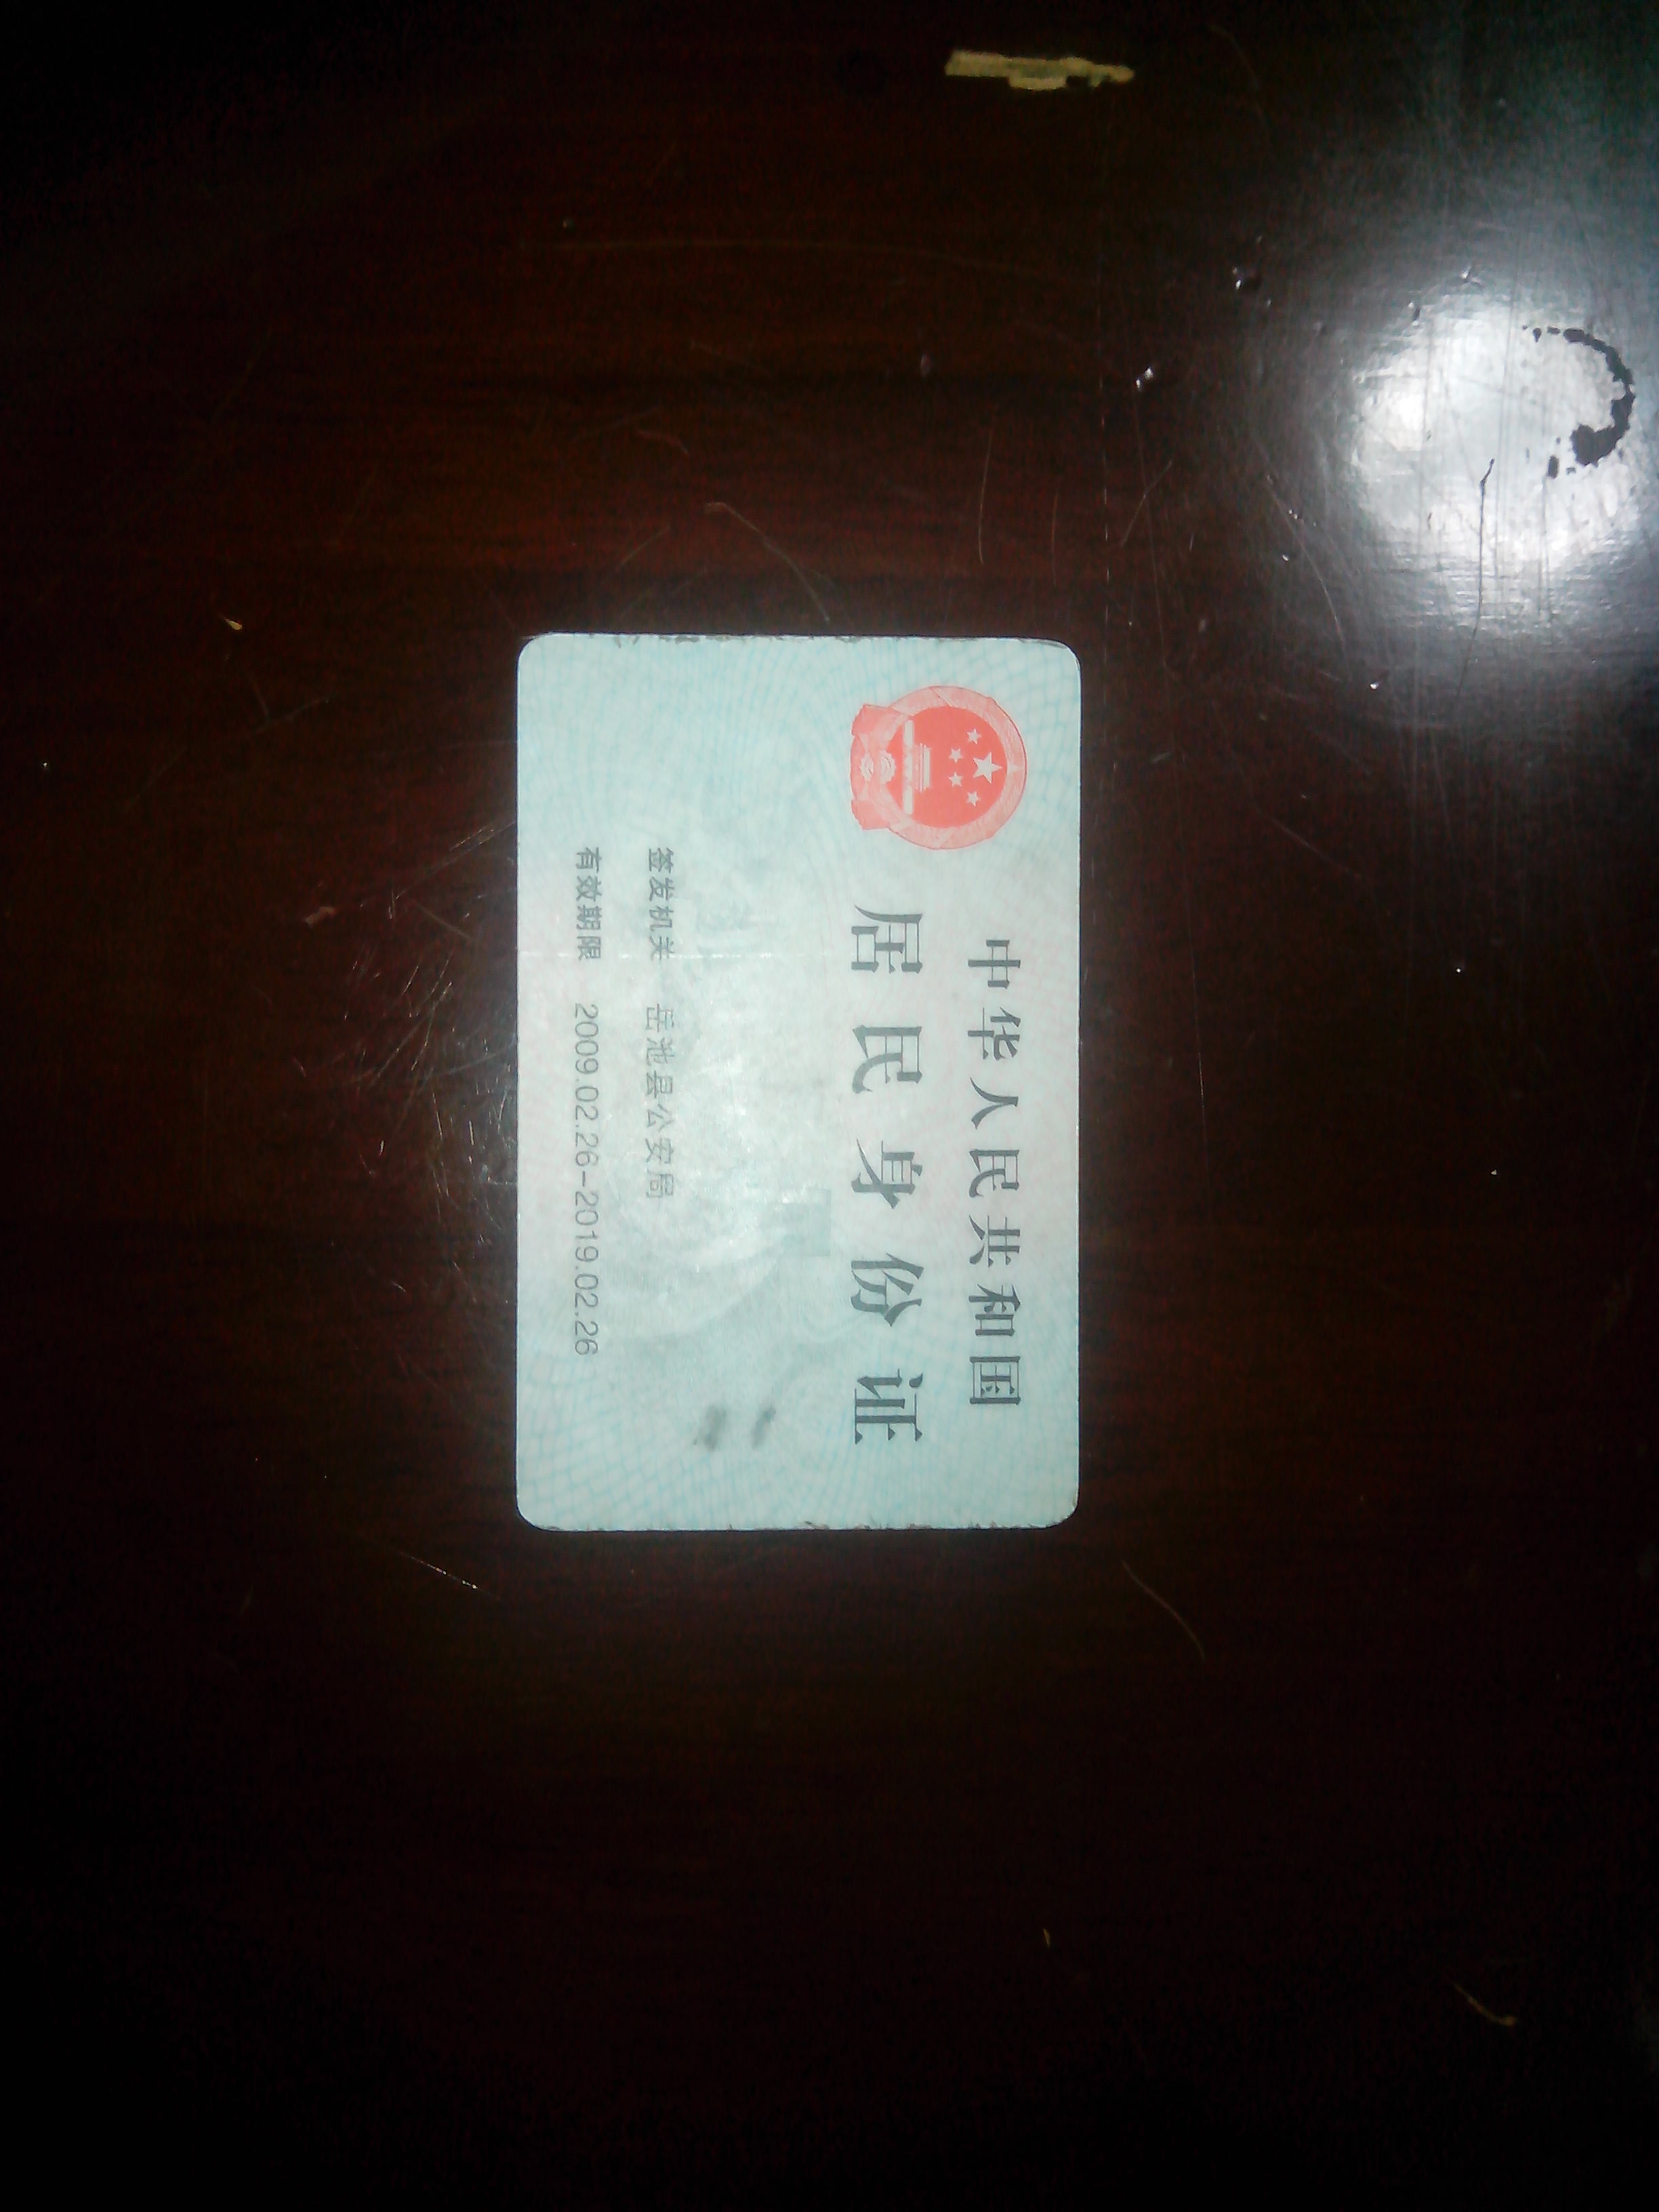 中华人民共和国
居民身份证
签发机关 岳池县公安局
有效期限 2009.02.26-2019.02.26